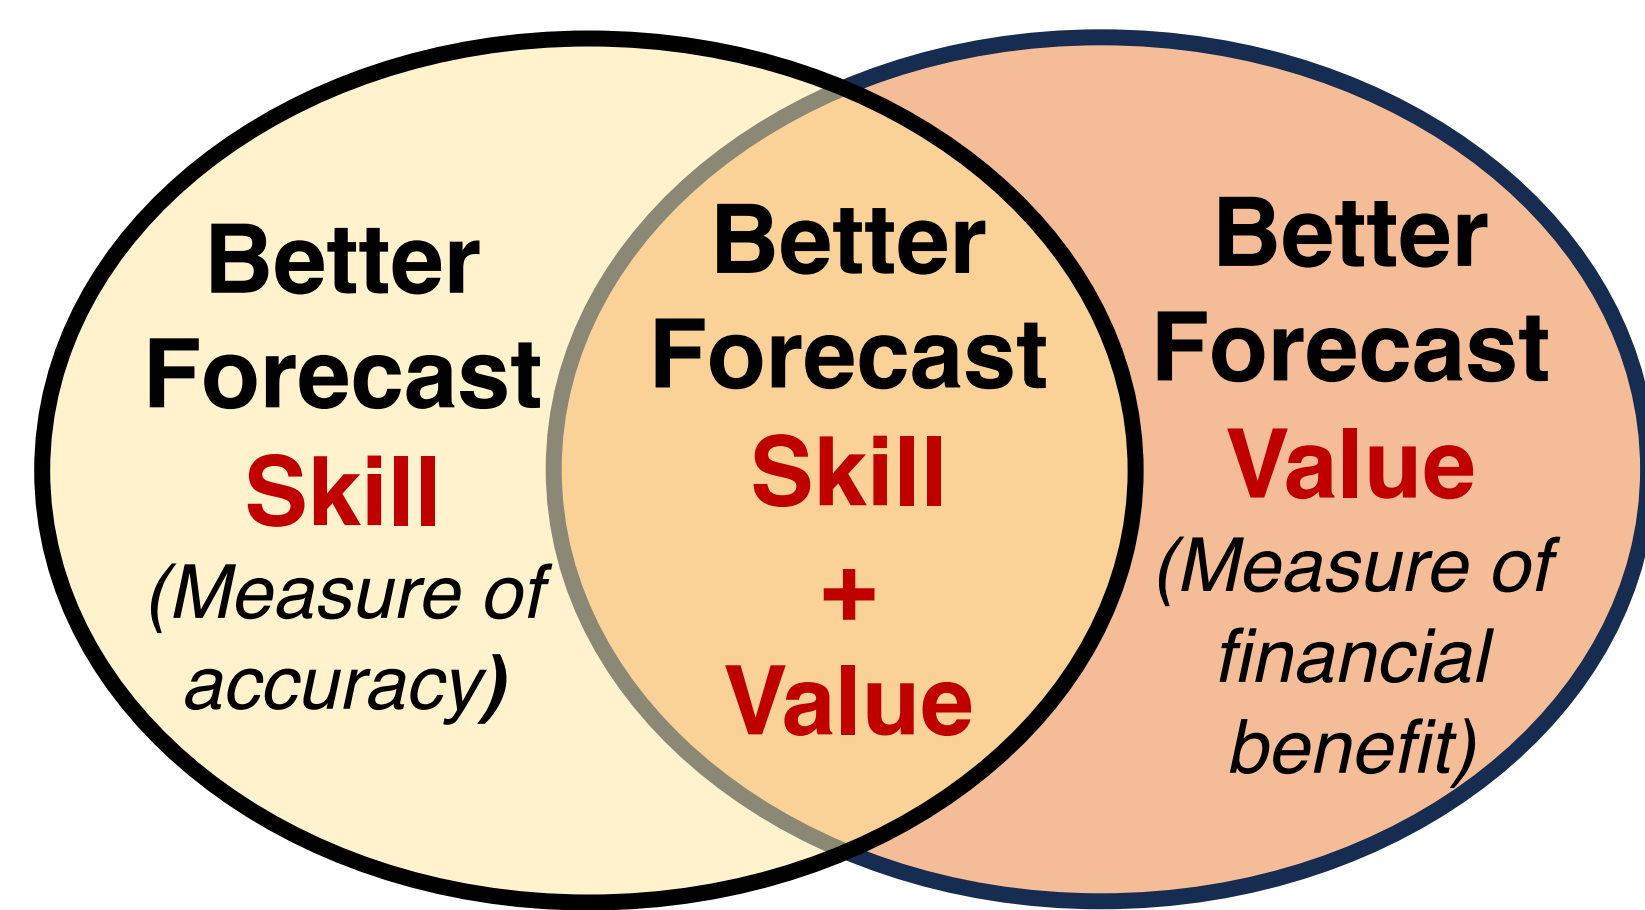 Better
Forecast
Skill
(Measure of
accuracy)
Better
Forecast
Skill
+
Value
Better
Forecast
Value
(Measure of
financial
benefit)